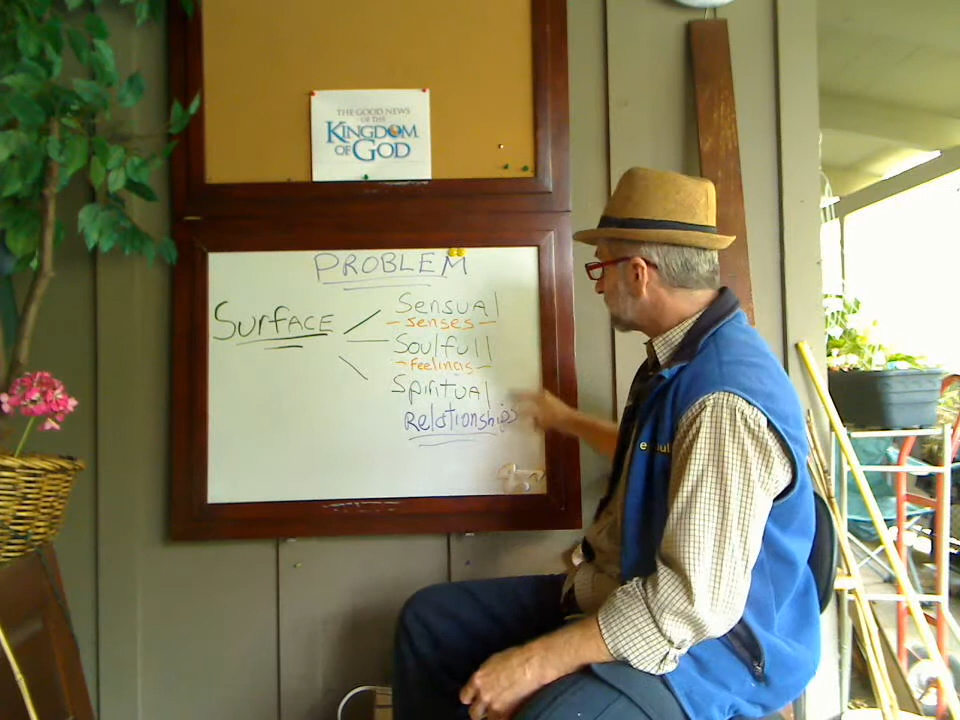 THE GOOD NEWS
OF THE
KINGDOM
OF GOD
PROBLEM
Surface
Sensual
- senses -
Soulfull
- feelings -
Spiritual
Relationships